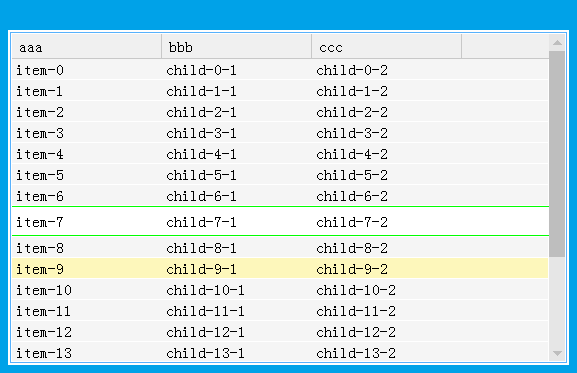 aaa bbb ccc
item-0 child-0-1 child-0-2
item-1 child-1-1 child-1-2
item-2 child-2-1 child-2-2
item-3 child-3-1 child-3-2
item-4 child-4-1 child-4-2
item-5 child-5-1 child-5-2
item-6 child-6-1 child-6-2
item-7 child-7-1 child-7-2
item-8 child-8-1 child-8-2
item-9 child-9-1 child-9-2
item-10 child-10-1 child-10-2
item-11 child-11-1 child-11-2
item-12 child-12-1 child-12-2
item-13 child-13-1 child-13-2